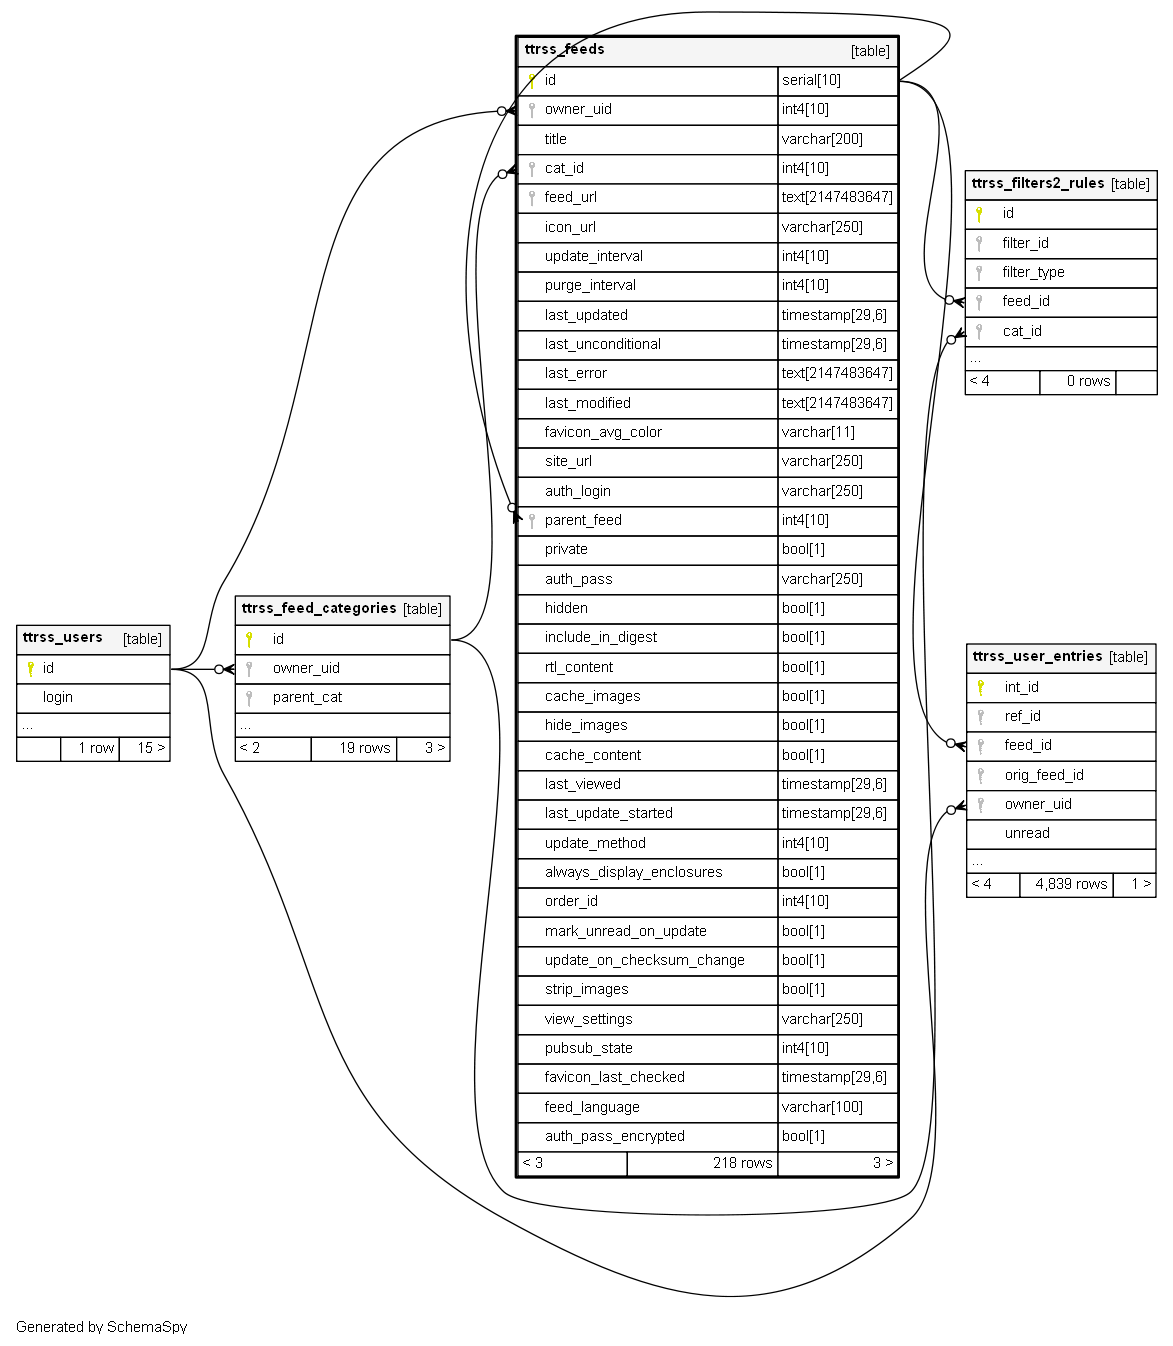 ttrss_feeds [table]
id serial[10]
owner_uid int4[10]
title varchar[200]
cat_id int4[10]
feed_url text[2147483647]
icon_url varchar[250]
update_interval int4[10]
purge_interval int4[10]
last_updated timestamp[29,6]
last_unconditional timestamp[29,6]
last_error text[2147483647]
last_modified text[2147483647]
favicon_avg_color varchar[11]
site_url varchar[250]
auth_login varchar[250]
parent_feed int4[10]
private bool[1]
auth_pass varchar[250]
hidden bool[1]
include_in_digest bool[1]
rtl_content bool[1]
cache_images bool[1]
hide_images bool[1]
cache_content bool[1]
last_viewed timestamp[29,6]
last_update_started timestamp[29,6]
update_method int4[10]
always_display_enclosures bool[1]
order_id int4[10]
mark_unread_on_update bool[1]
update_on_checksum_change bool[1]
strip_images bool[1]
view_settings varchar[250]
pubsub_state int4[10]
favicon_last_checked timestamp[29,6]
feed_language varchar[100]
auth_pass_encrypted bool[1]
< 3 218 rows 3 >
ttrss_filters2_rules [table]
id
filter_id
filter_type
feed_id
cat_id
...
< 4 0 rows
ttrss_users [table]
id
login
...
1 row 15 >
ttrss_feed_categories [table]
id
owner_uid
parent_cat
...
< 2 19 rows 3 >
ttrss_user_entries [table]
int_id
ref_id
feed_id
orig_feed_id
owner_uid
unread
...
< 4 4,839 rows 1 >
Generated by SchemaSpy